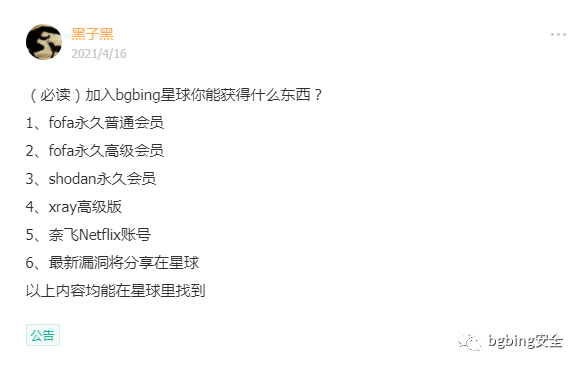 黑子黑
2021/4/16
（必读）加入bgbing星球你能获得什么东西？
1、fofa永久普通会员
2、fofa永久高级会员
3、shodan永久会员
4、xray高级版
5、奈飞Netflix账号
6、最新漏洞将分享在星球
以上内容均能在星球里找到
公告
bgbing安全